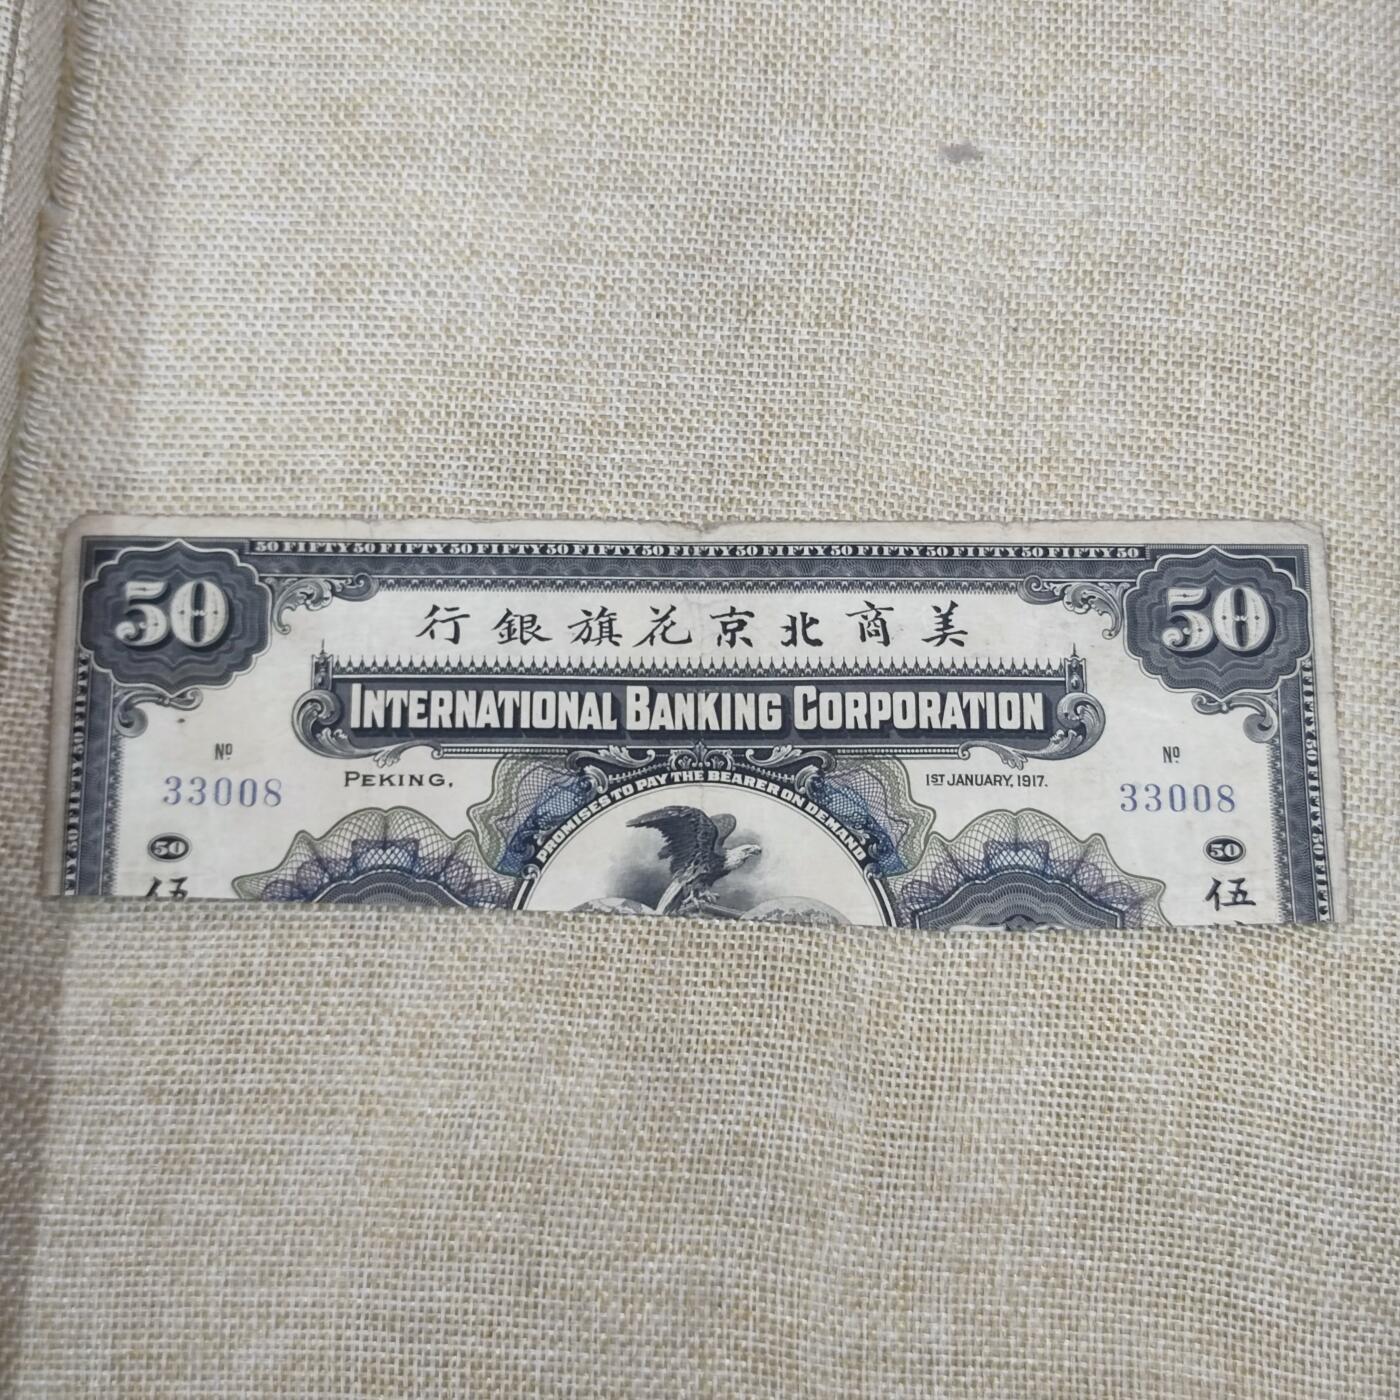 50 FIFTY 50 FIFTY 50 FIFTY 50 FIFTY 50 FIFTY 50 FIFTY 50 FIFTY 50 FIFTY 50 FIFTY 50
50 50
行銀旗花京北商美
INTERNATIONAL BANKING CORPORATION
Nº Nº
33008 33008
PEKING, 1ST JANUARY, 1917.
PROMISES TO PAY THE BEARER ON DEMAND
50 50
伍 伍